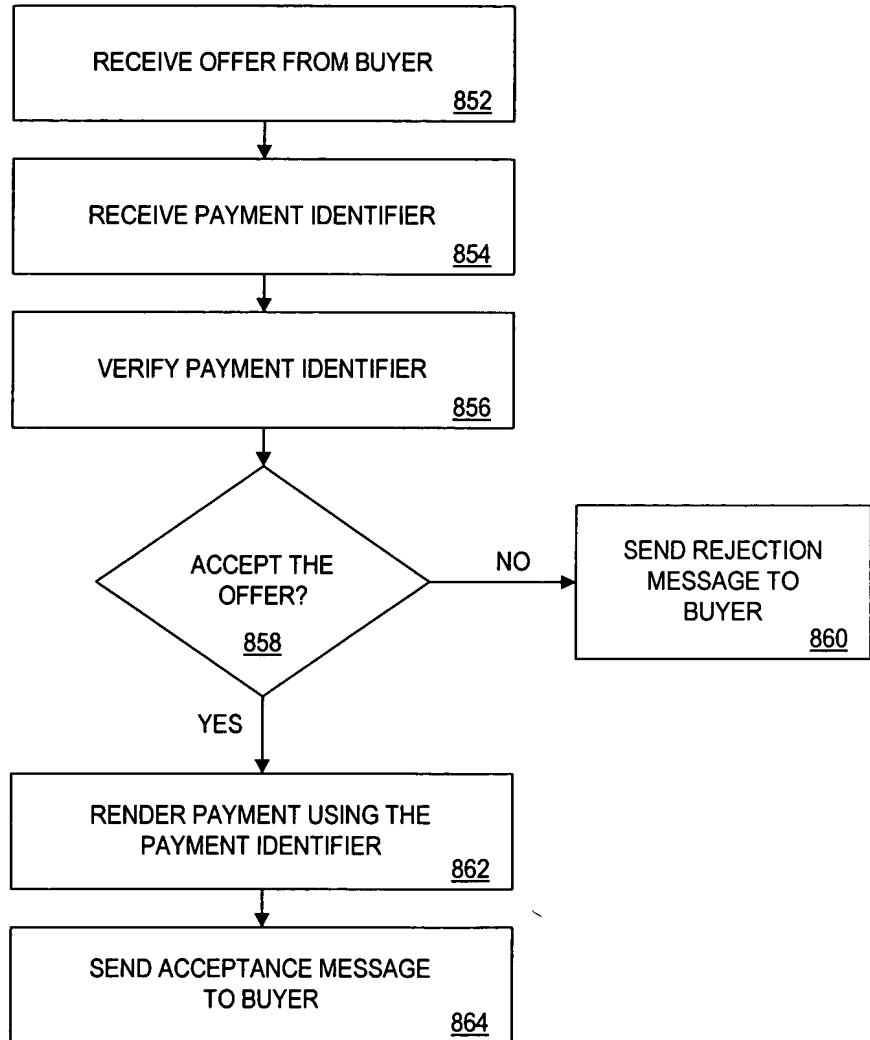 RECEIVE OFFER FROM BUYER
852
RECEIVE PAYMENT IDENTIFIER
854
VERIFY PAYMENT IDENTIFIER
856
ACCEPT THE
OFFER?
858
NO
SEND REJECTION
MESSAGE TO
BUYER
860
YES
RENDER PAYMENT USING THE
PAYMENT IDENTIFIER
862
SEND ACCEPTANCE MESSAGE
TO BUYER
864